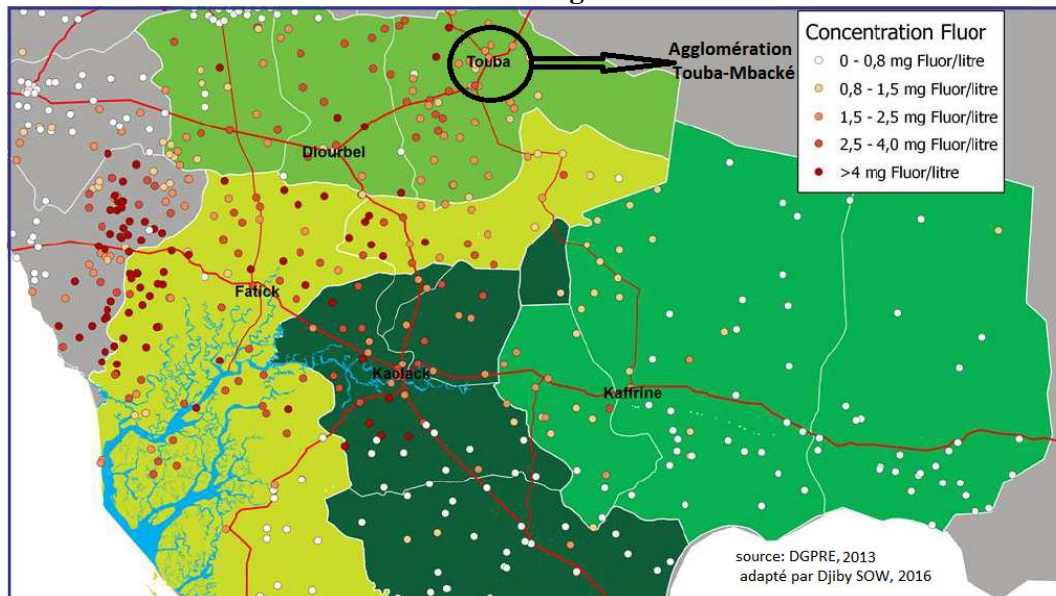 Concentration Fluor
0 - 0,8 mg Fluor/litre
0,8 - 1,5 mg Fluor/litre
1,5 - 2,5 mg Fluor/litre
2,5 - 4,0 mg Fluor/litre
>4 mg Fluor/litre
Agglomération
Touba-Mbacké
Touba
Diourbel
Fatick
Kaolack
Kaffrine
source: DGPRE, 2013
adapté par Djiby SOW, 2016